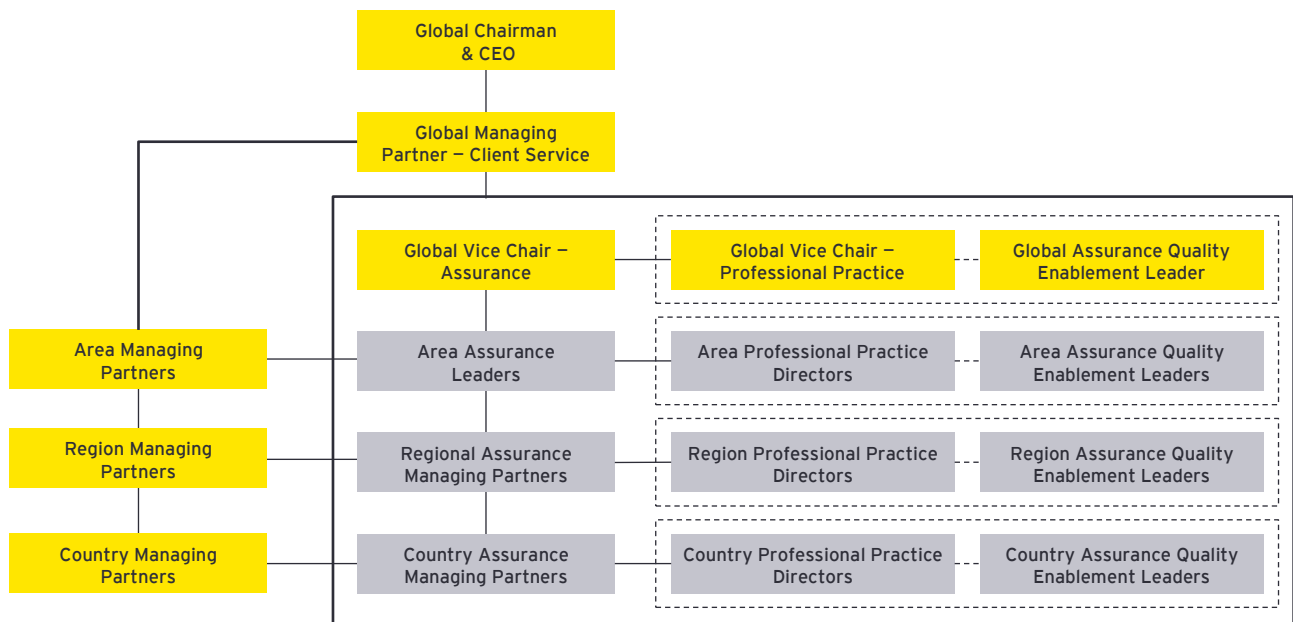 Global Chairman
& CEO
Global Managing
Partner – Client Service
Global Vice Chair –
Assurance
Global Vice Chair –
Professional Practice
Global Assurance Quality
Enablement Leader
Area Managing
Partners
Area Assurance
Leaders
Area Professional Practice
Directors
Area Assurance Quality
Enablement Leaders
Region Managing
Partners
Regional Assurance
Managing Partners
Region Professional Practice
Directors
Region Assurance Quality
Enablement Leaders
Country Managing
Partners
Country Assurance
Managing Partners
Country Professional Practice
Directors
Country Assurance Quality
Enablement Leaders